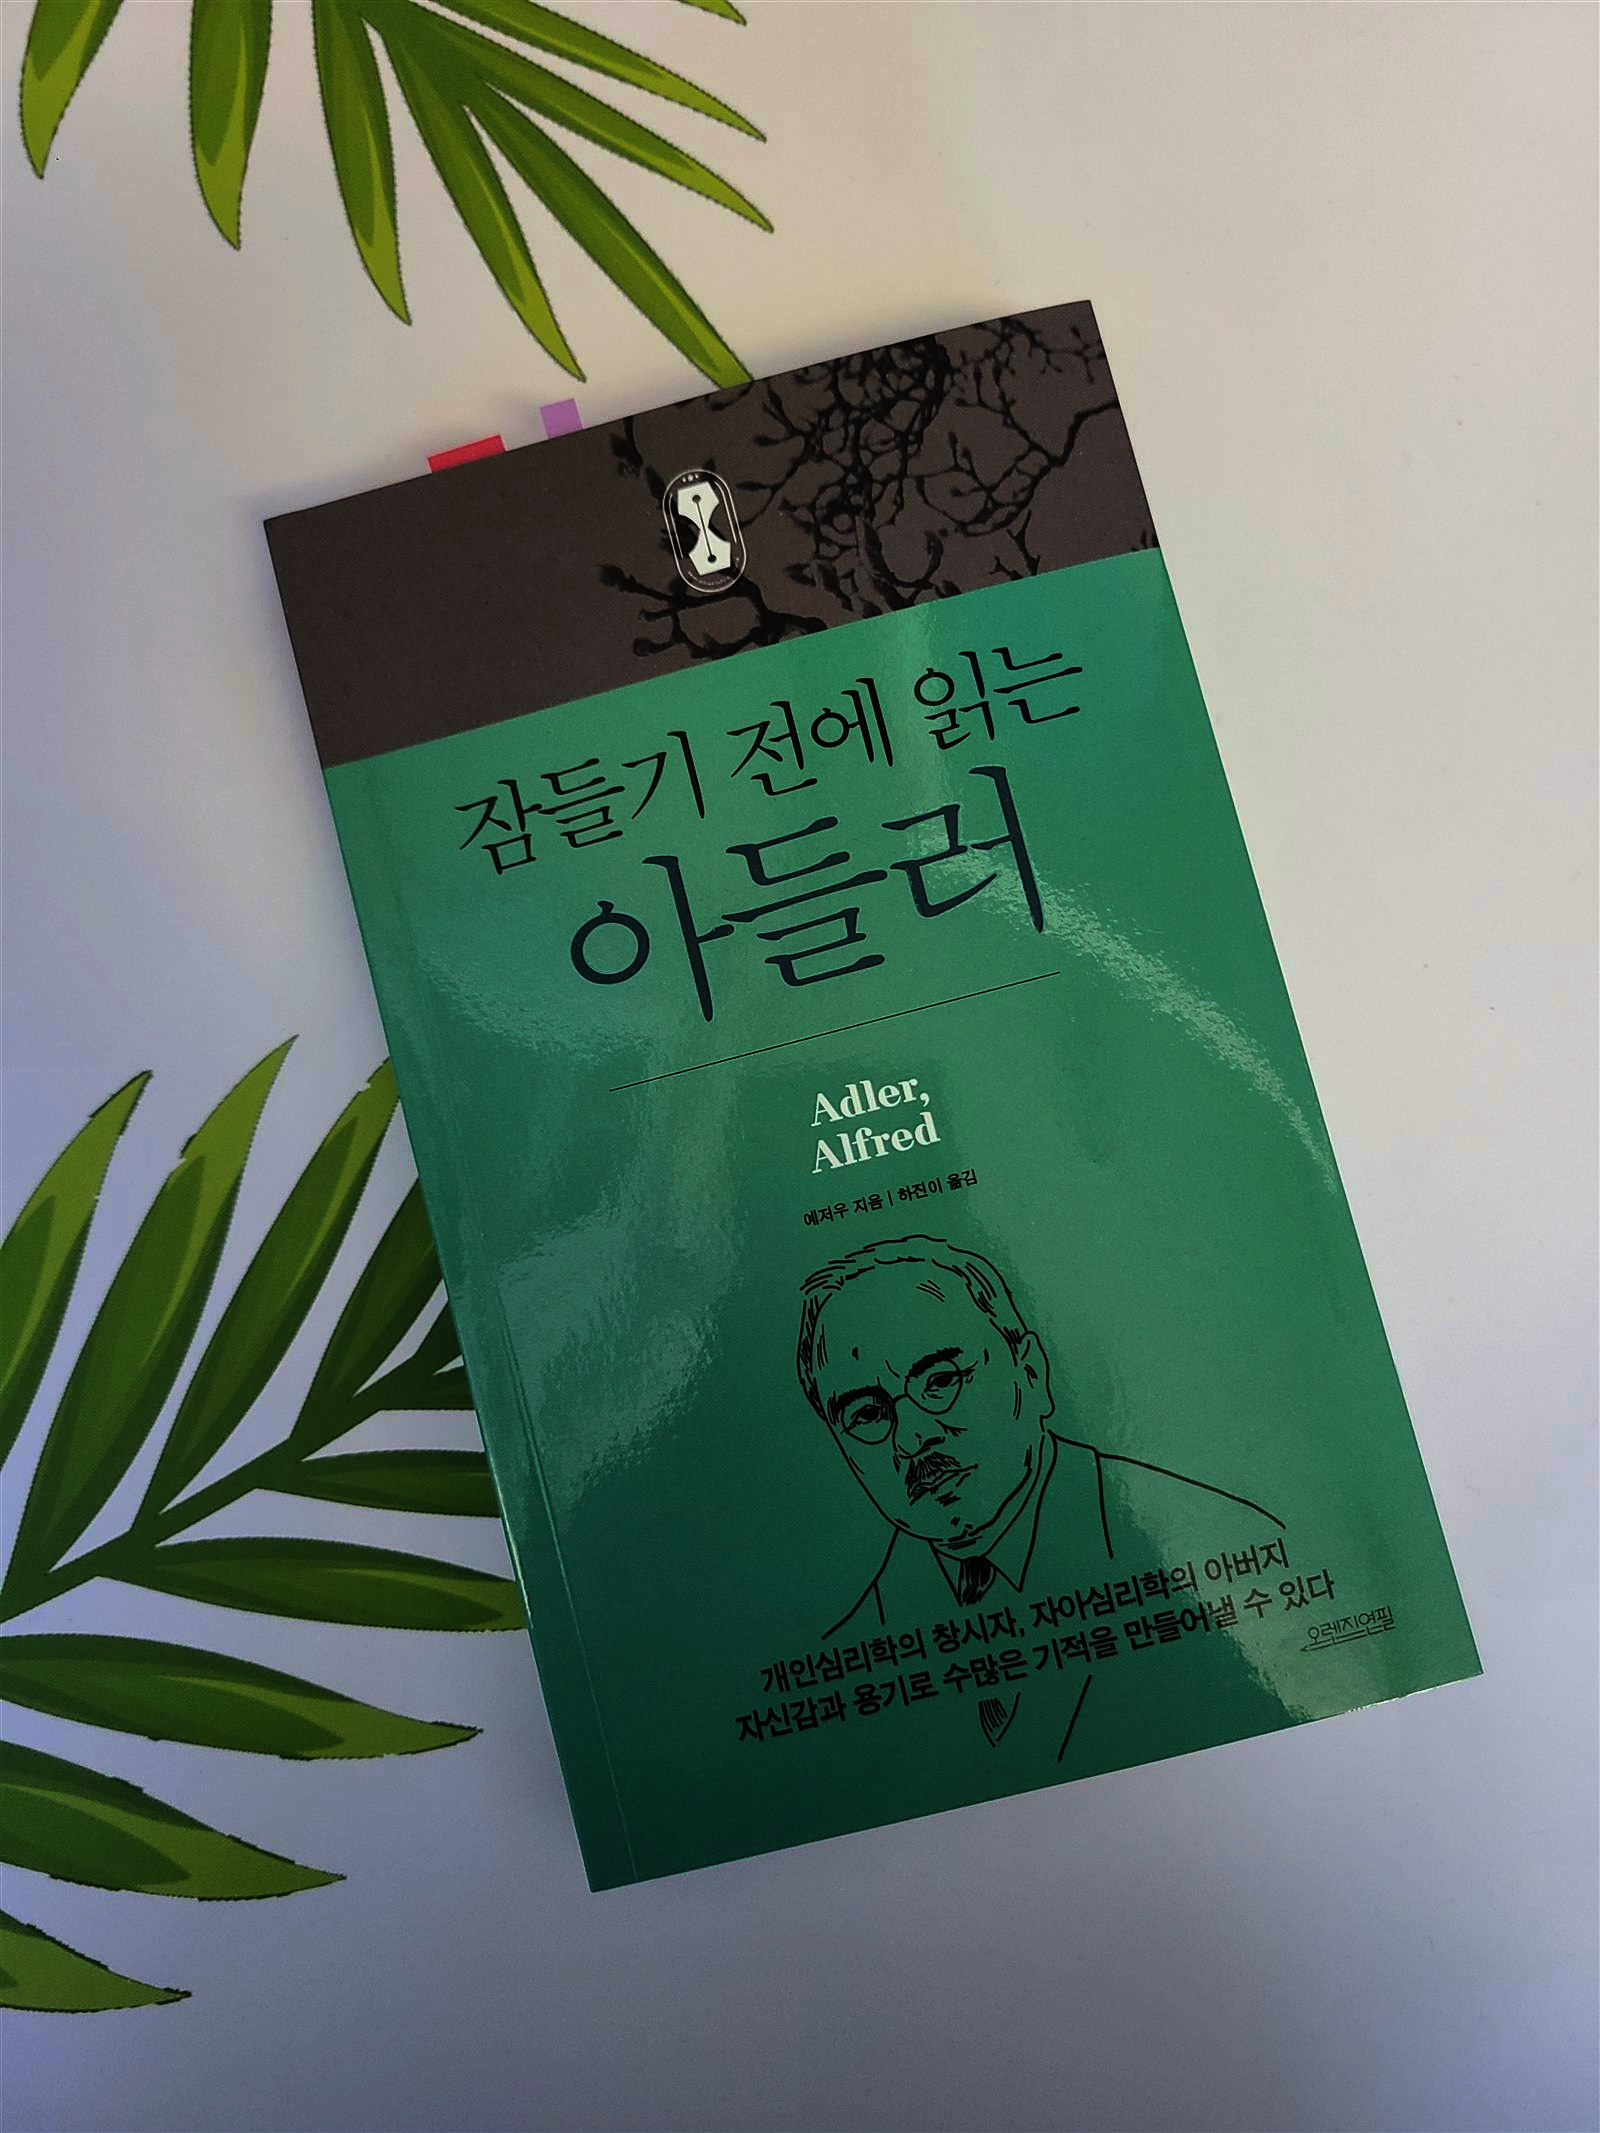 잠들기 전에 읽는
아들러
Adler,
Alfred
예저우 지음 | 하진이 옮김
개인심리학의 창시자, 자아심리학의 아버지
자신감과 용기로 수많은 기적을 만들어낼 수 있다
오렌지연필